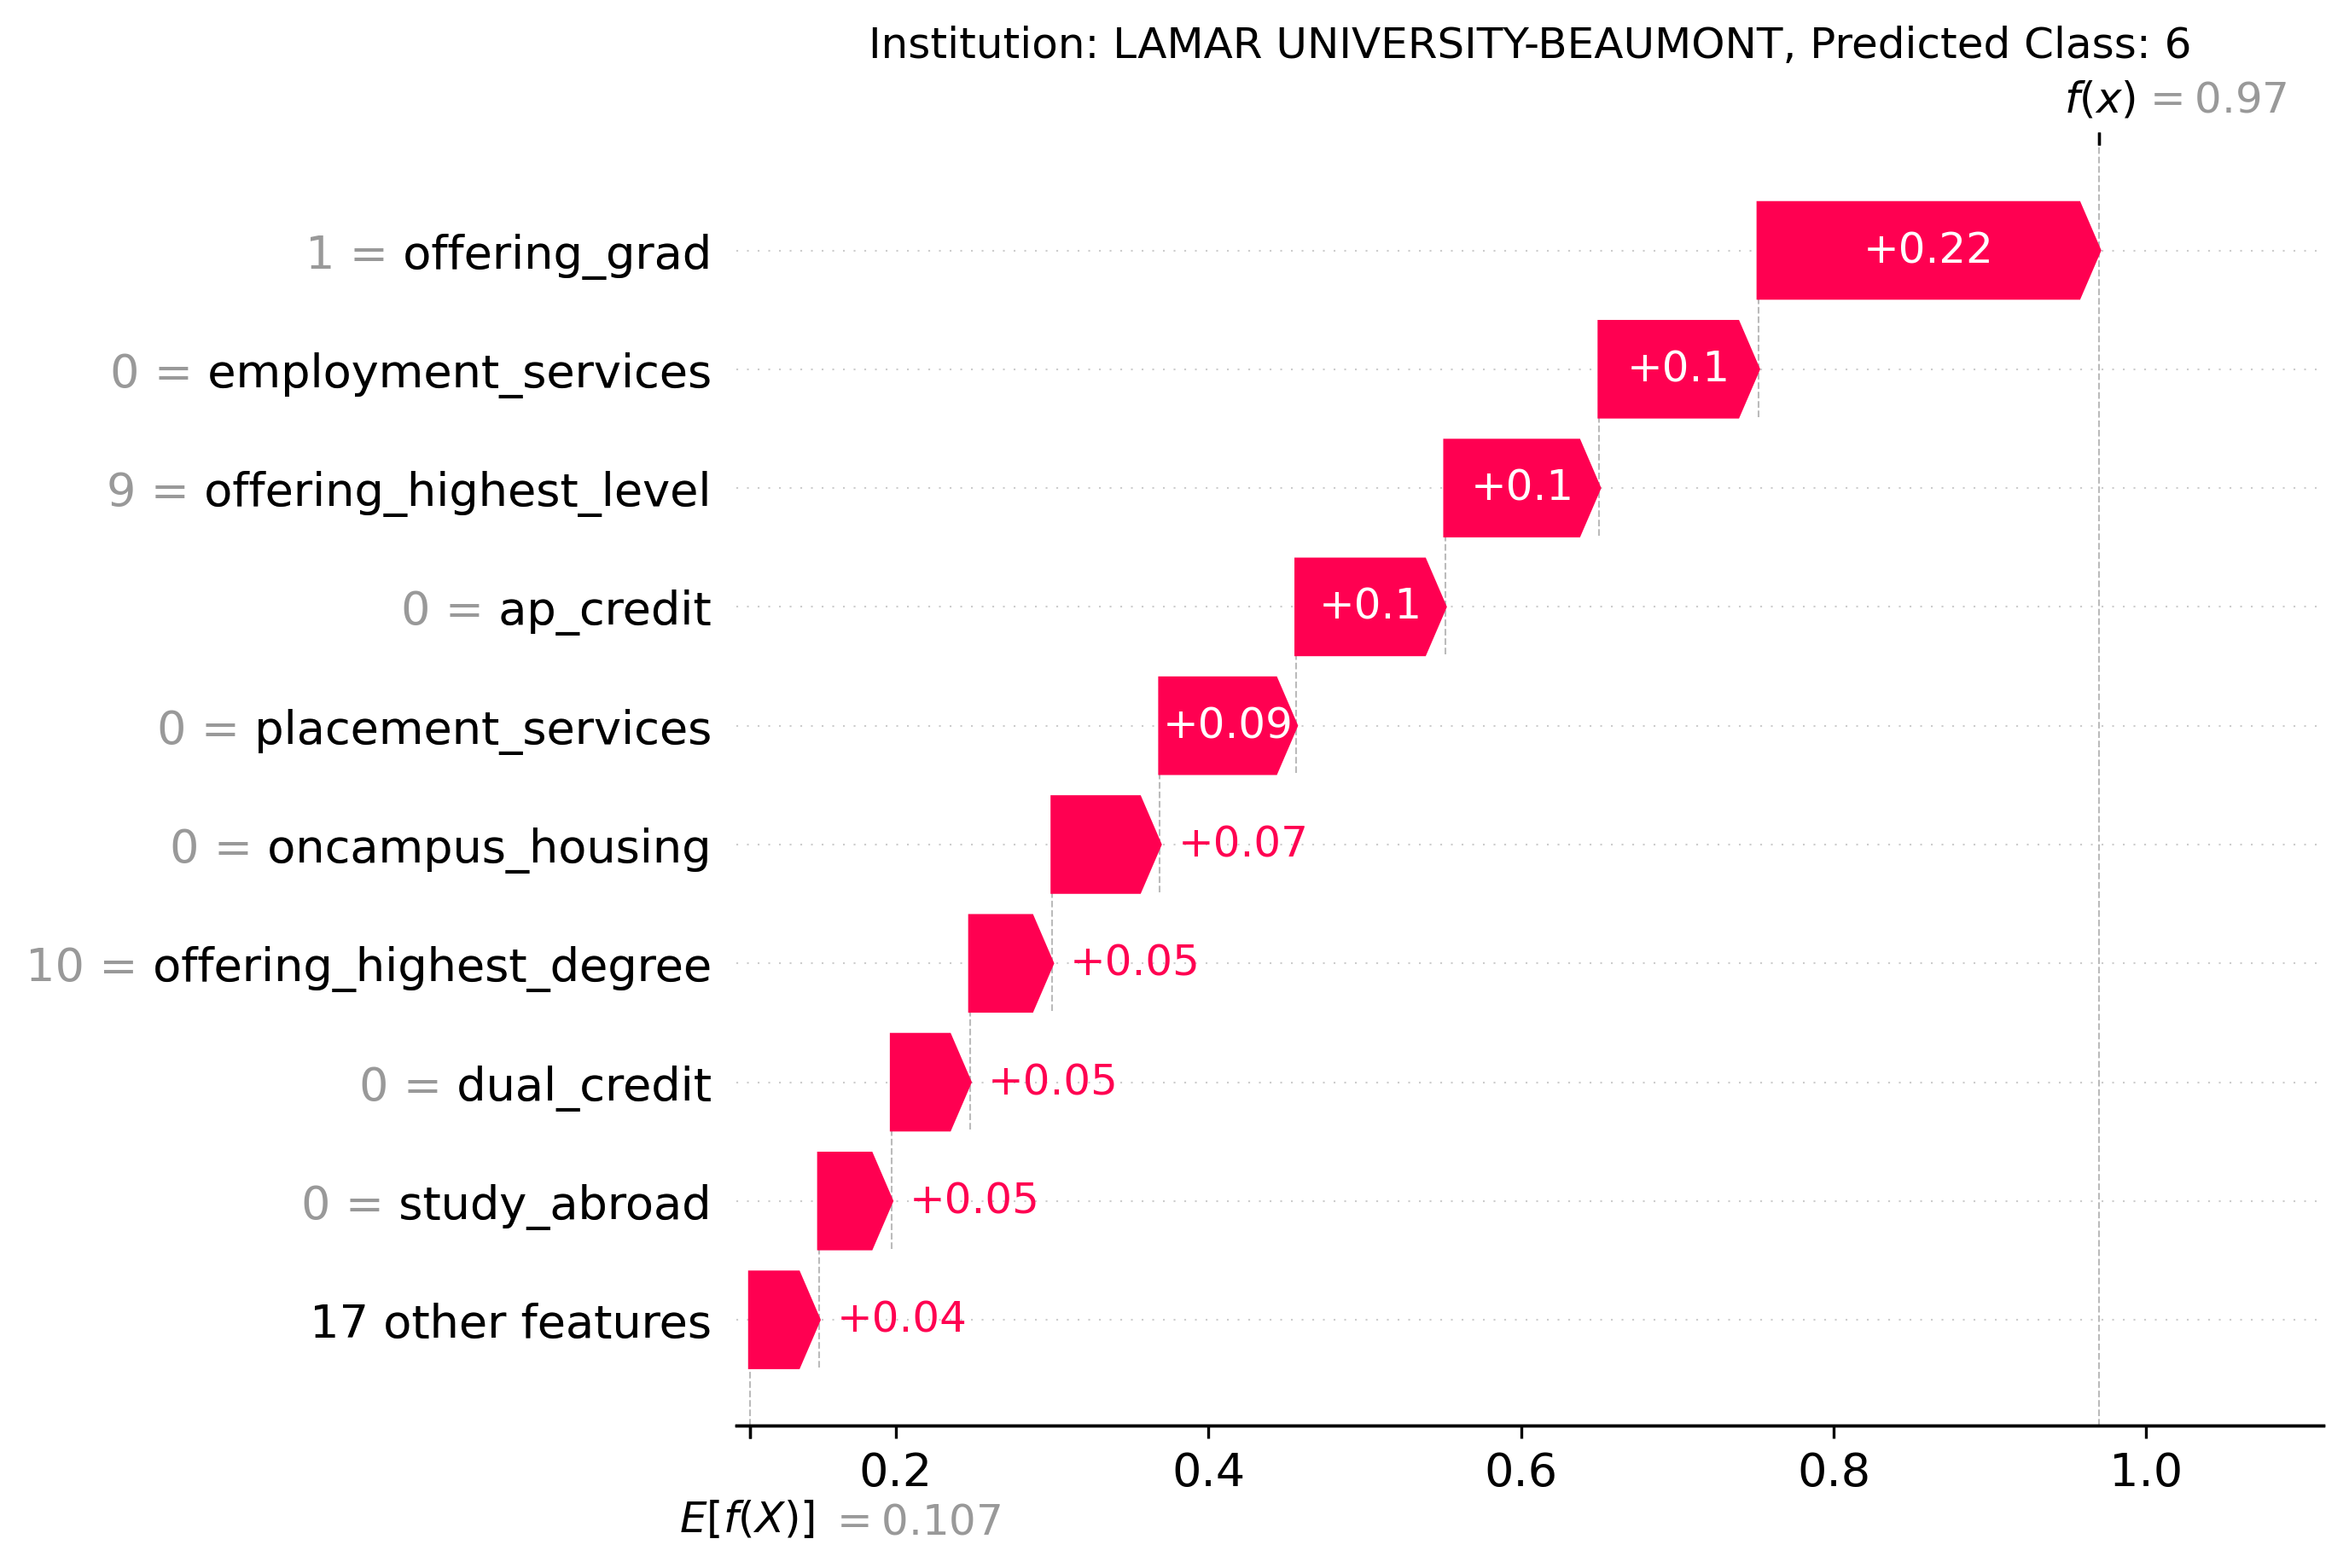 Institution: LAMAR UNIVERSITY-BEAUMONT, Predicted Class: 6
f(x) = 0.97
1 = offering_grad +0.22
0 = employment_services +0.1
9 = offering_highest_level +0.1
0 = ap_credit +0.1
0 = placement_services +0.09
0 = oncampus_housing +0.07
10 = offering_highest_degree +0.05
0 = dual_credit +0.05
0 = study_abroad +0.05
17 other features +0.04
0.2 0.4 0.6 0.8 1.0
E[f(X)] = 0.107